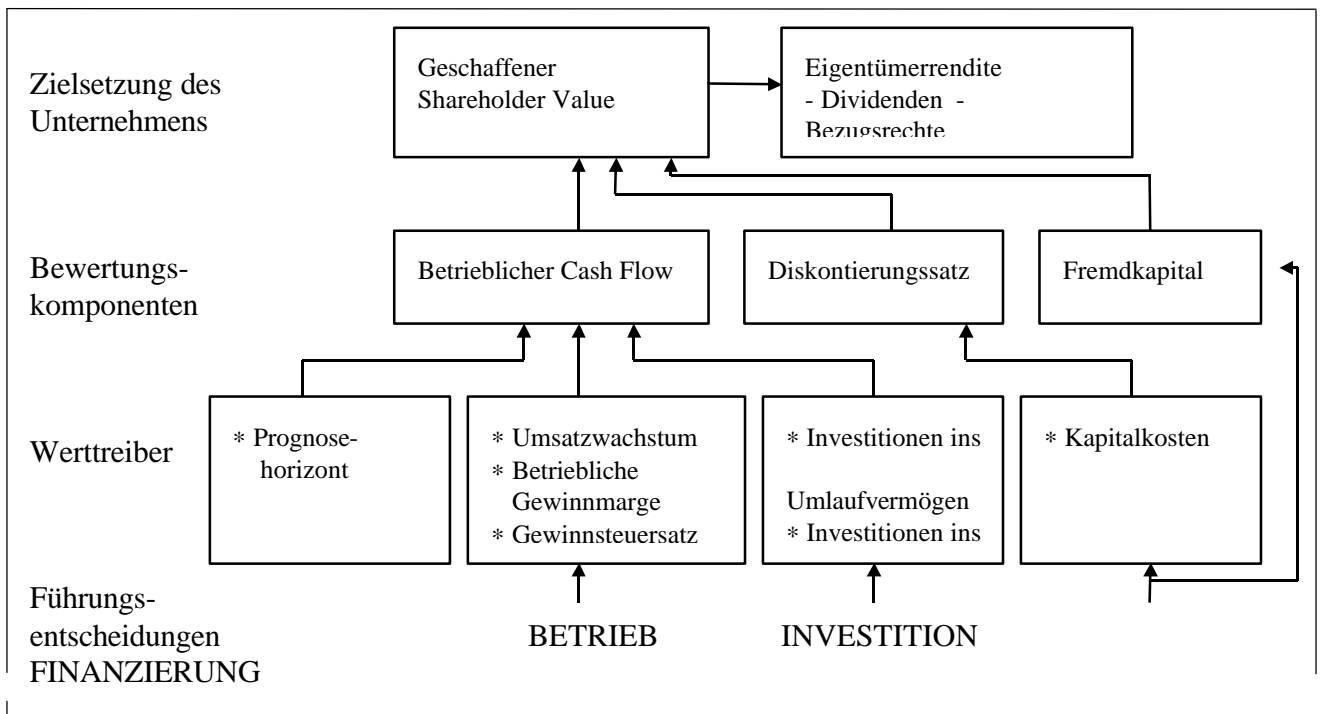 Zielsetzung des
Unternehmens
Geschaffener
Shareholder Value
Eigentümerrendite
- Dividenden -
Bezugsrechte
Bewertungs-
komponenten
Betrieblicher Cash Flow
Diskontierungssatz
Fremdkapital
Werttreiber
* Prognose-
horizont
* Umsatzwachstum
* Betriebliche
Gewinnmarge
* Gewinnsteuersatz
* Investitionen ins
Umlaufvermögen
* Investitionen ins
* Kapitalkosten
Führungs-
entscheidungen
FINANZIERUNG
BETRIEB
INVESTITION